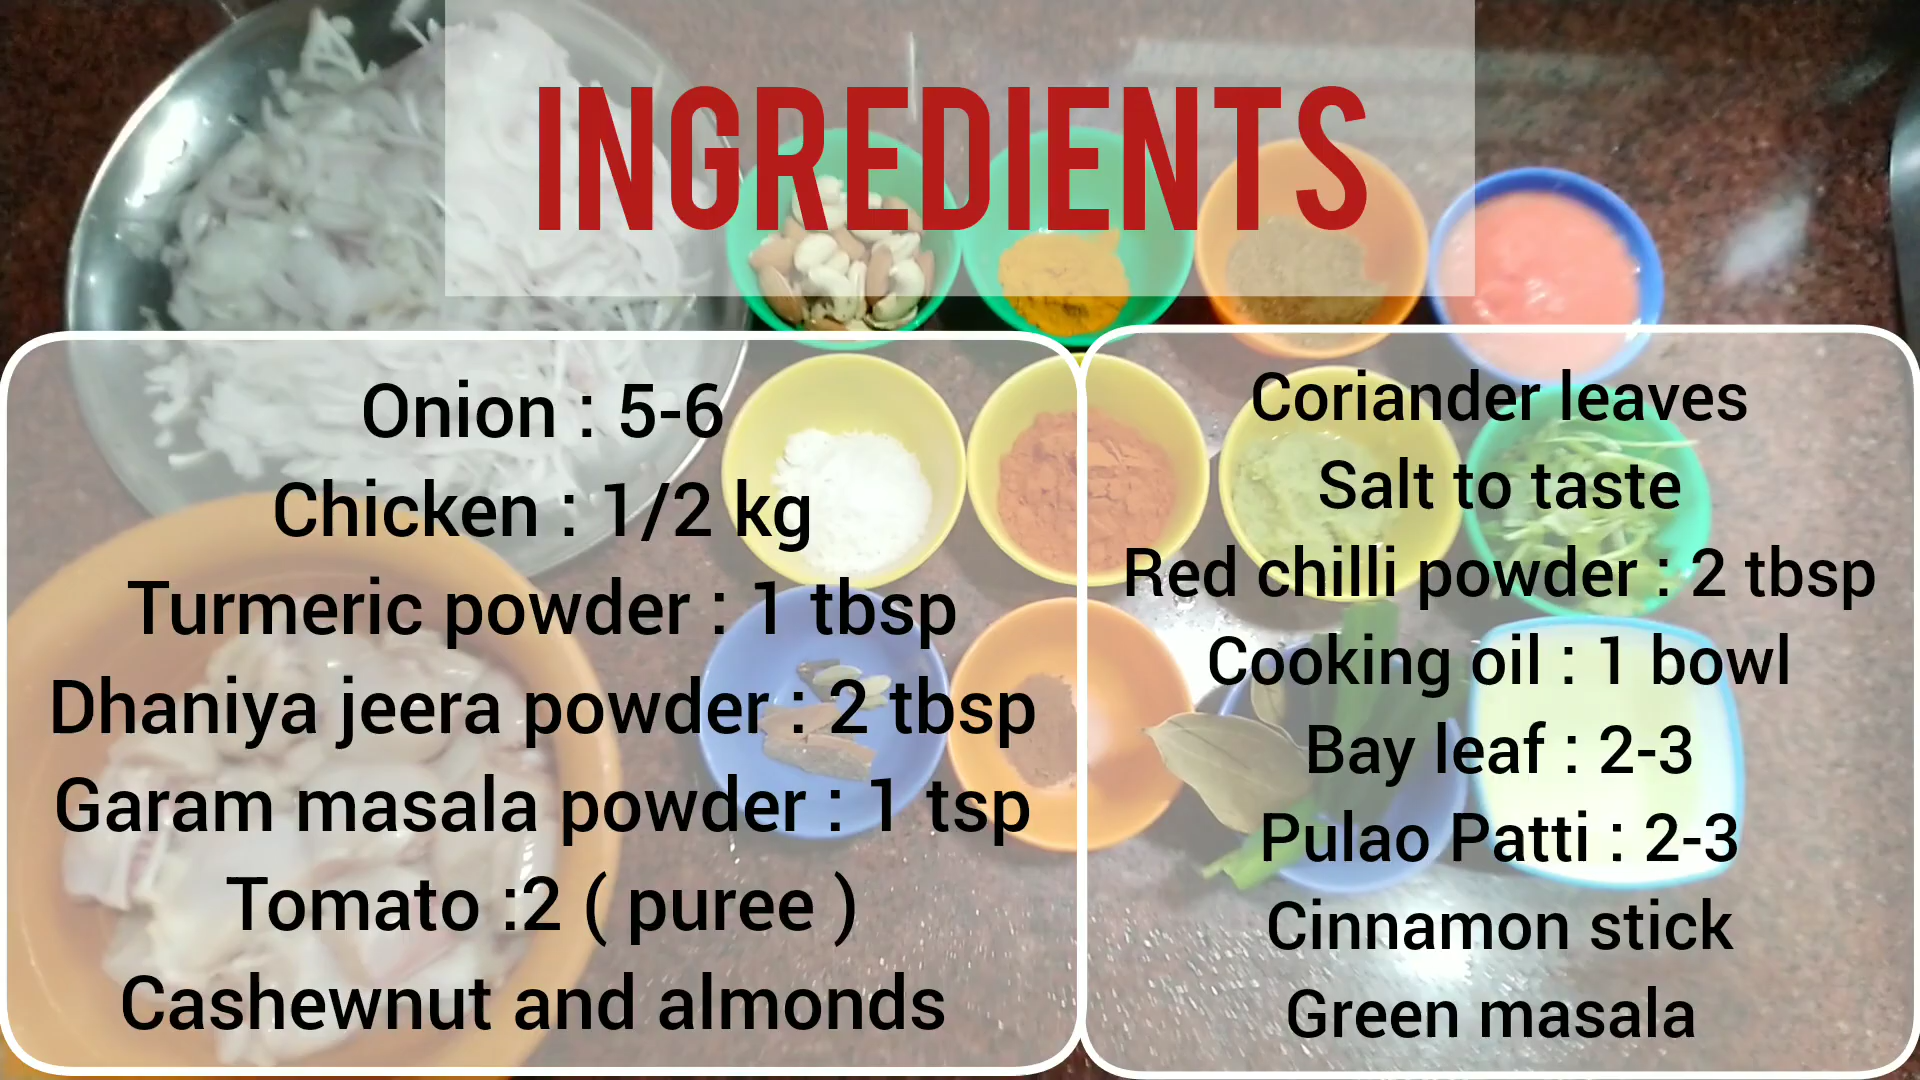 INGREDIENTS
Onion : 5-6
Chicken : 1/2 kg
Turmeric powder : 1 tbsp
Dhaniya jeera powder : 2 tbsp
Garam masala powder : 1 tsp
Tomato :2 ( puree )
Cashewnut and almonds
Coriander leaves
Salt to taste
Red chilli powder : 2 tbsp
Cooking oil : 1 bowl
Bay leaf : 2-3
Pulao Patti : 2-3
Cinnamon stick
Green masala